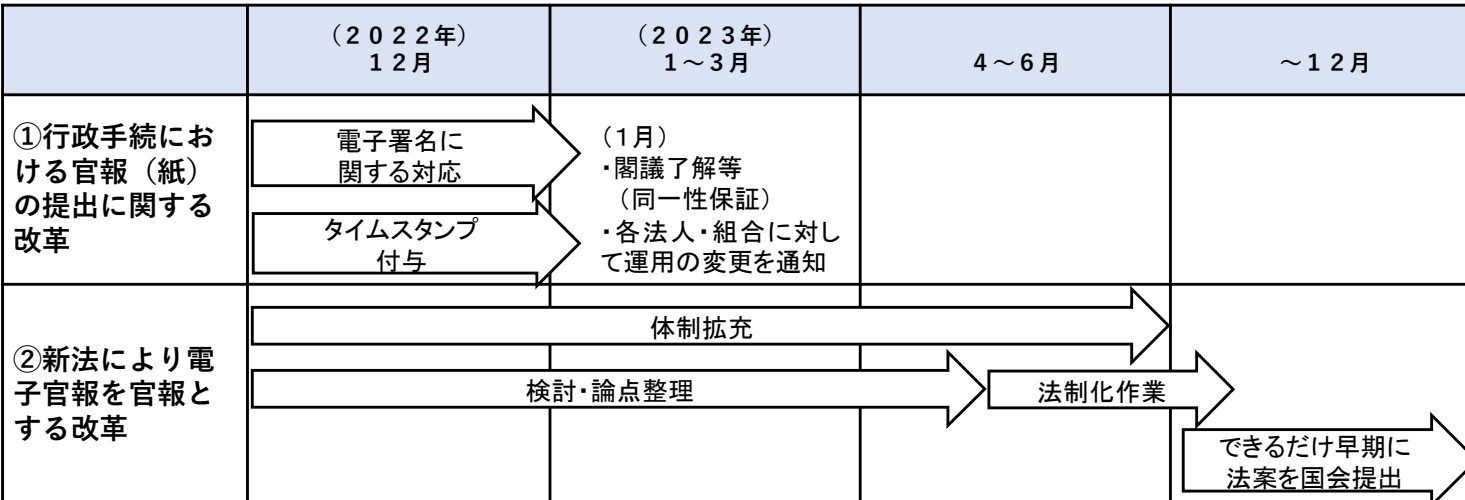 (2022年)
12月
(2023年)
1~3月
4~6月
~12月
①行政手続にお
ける官報(紙)
の提出に関する
改革
電子署名に
関する対応
タイムスタンプ
付与
(1月)
・閣議了解等
(同一性保証)
・各法人・組合に対し
て運用の変更を通知
②新法により電
子官報を官報と
する改革
体制拡充
検討・論点整理
法制化作業
できるだけ早期に
法案を国会提出